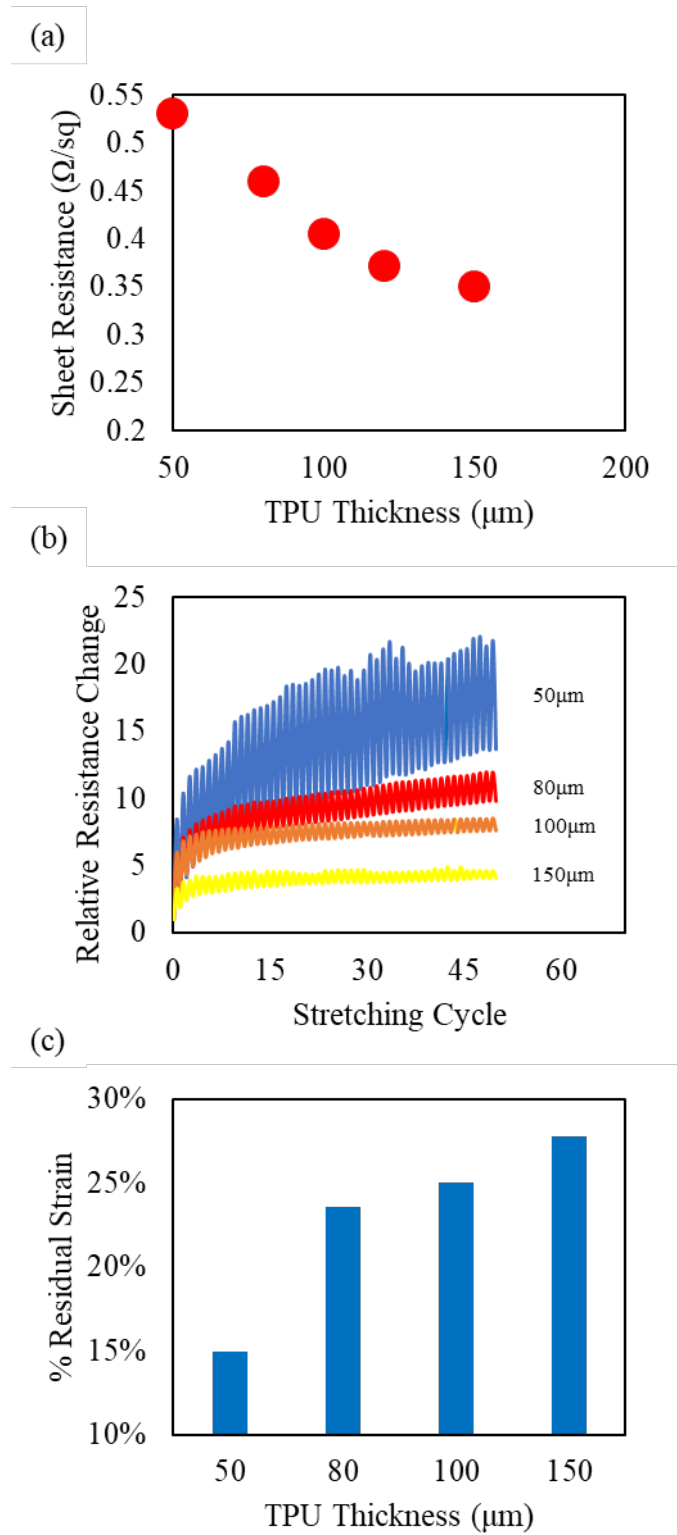 (a)
Sheet Resistance (Ω/sq)
0.55
0.5
0.45
0.4
0.35
0.3
0.25
0.2
50 100 150 200
TPU Thickness (μm)
(b)
Relative Resistance Change
25
20
15
10
5
0
50μm
80μm
100μm
150μm
0 15 30 45 60
Stretching Cycle
(c)
% Residual Strain
30%
25%
20%
15%
10%
50 80 100 150
TPU Thickness (μm)